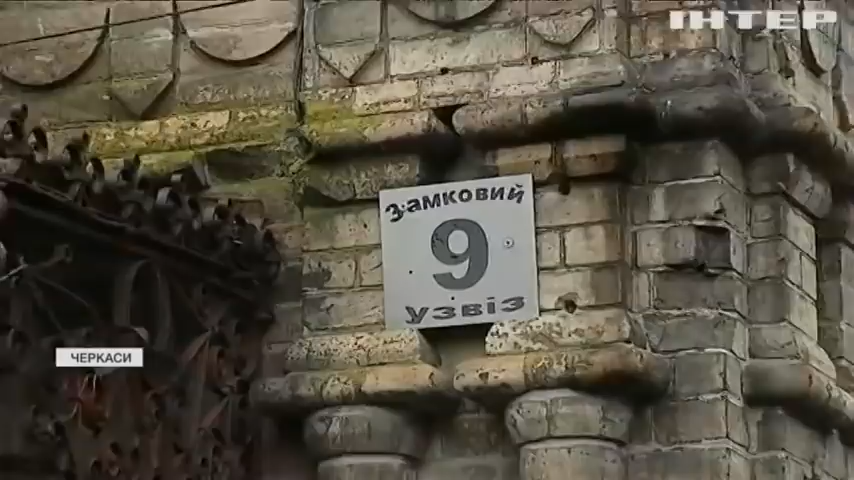 ІНТЕР
ЗАМКОВИЙ
9
УЗВІЗ
ЧЕРКАСИ